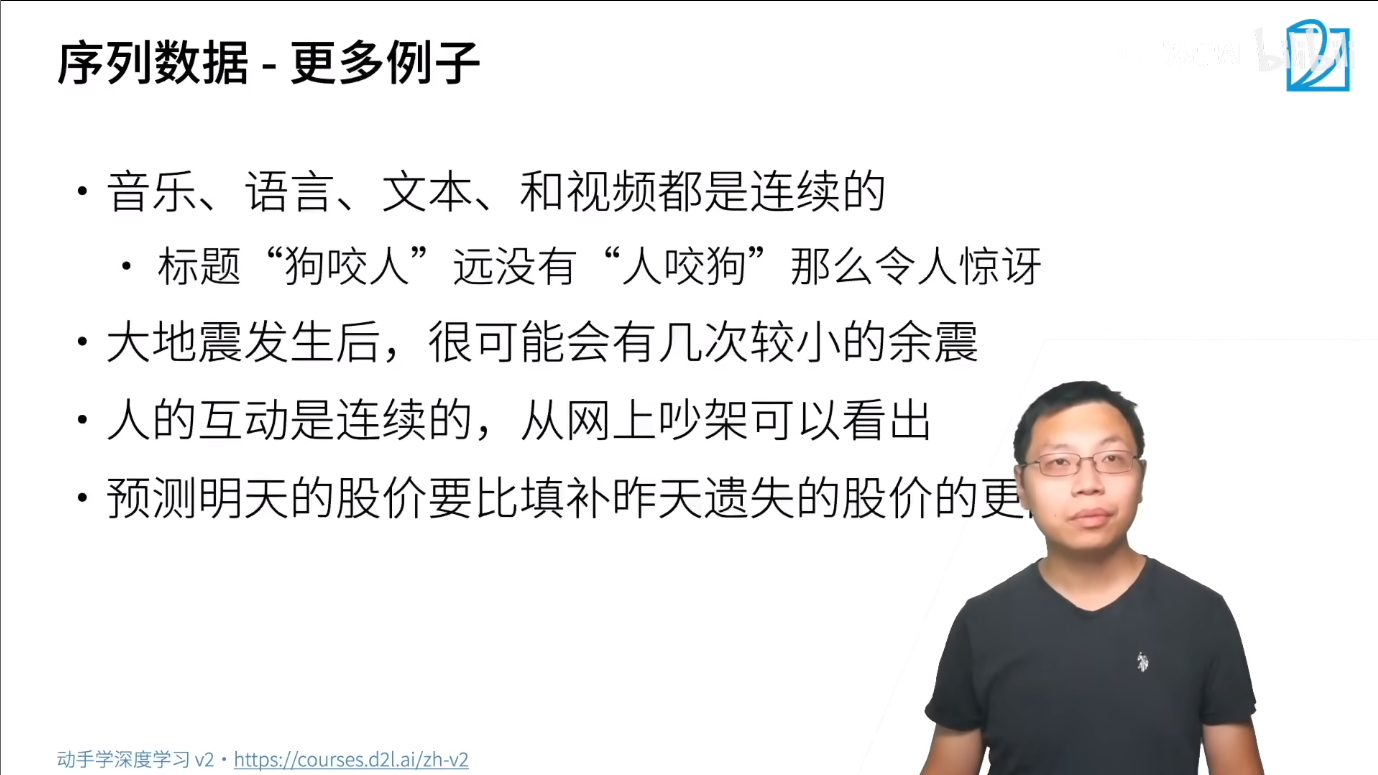 序列数据 - 更多例子
bilibili
• 音乐、语言、文本、和视频都是连续的
• 标题“狗咬人”远没有“人咬狗”那么令人惊讶
• 大地震发生后，很可能会有几次较小的余震
• 人的互动是连续的，从网上吵架可以看出
• 预测明天的股价要比填补昨天遗失的股价的更
动手学深度学习 v2 • https://courses.d2l.ai/zh-v2